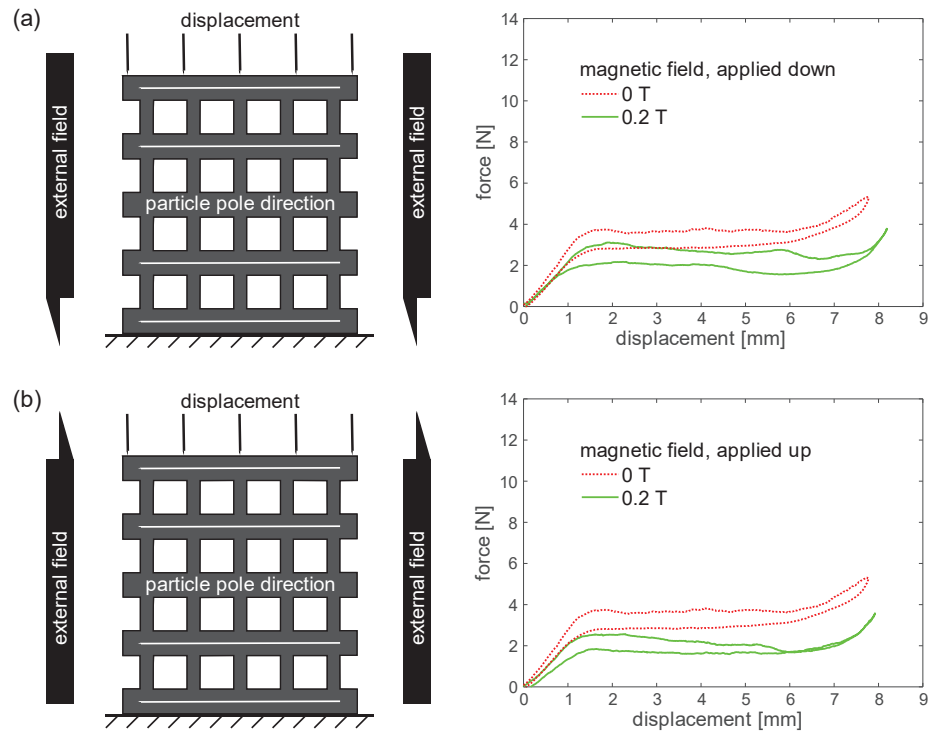 (a)
displacement
external field
particle pole direction
external field
14
12
10
8
6
4
2
0
force [N]
magnetic field, applied down
0 T
0.2 T
0 1 2 3 4 5 6 7 8 9
displacement [mm]
(b)
displacement
external field
particle pole direction
external field
14
12
10
8
6
4
2
0
force [N]
magnetic field, applied up
0 T
0.2 T
0 1 2 3 4 5 6 7 8 9
displacement [mm]